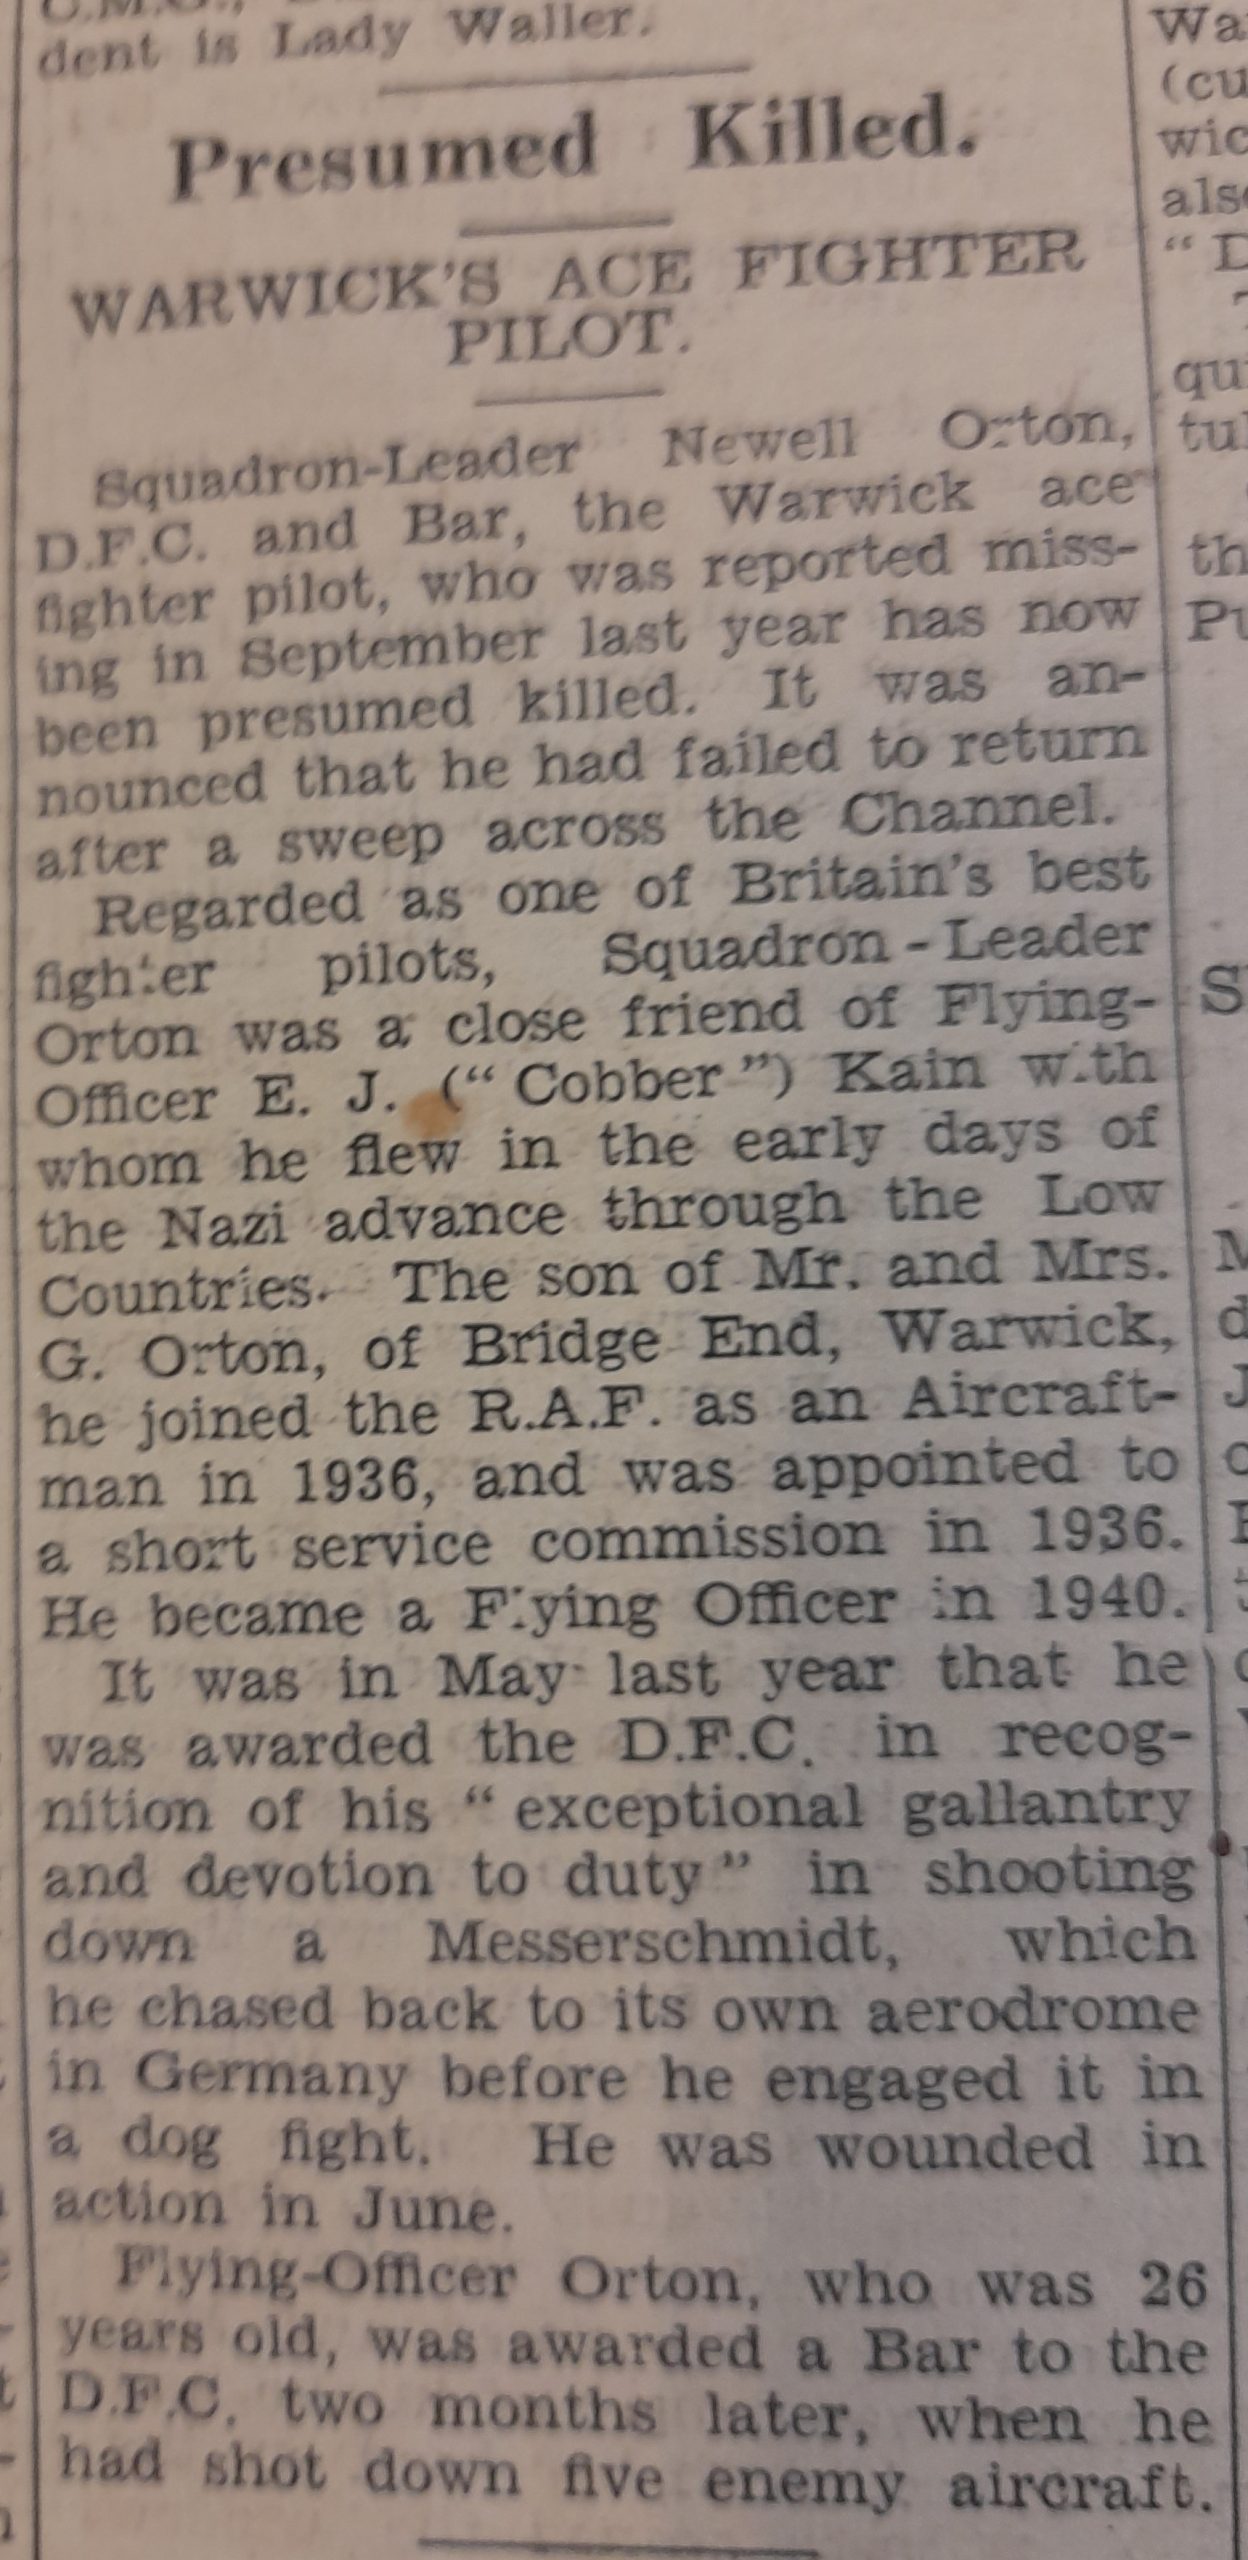 dent is Lady Waller.
Presumed Killed.
WARWICK'S ACE FIGHTER
PILOT.
Squadron-Leader Newell Orton,
D.F.C. and Bar, the Warwick ace
fighter pilot, who was reported miss-
ing in September last year has now
been presumed killed. It was an-
nounced that he had failed to return
after a sweep across the Channel.
Regarded as one of Britain's best
fighter pilots, Squadron-Leader
Orton was a close friend of Flying-
Officer E. J. ("Cobber") Kain with
whom he flew in the early days of
the Nazi advance through the Low
Countries. The son of Mr. and Mrs.
G. Orton, of Bridge End, Warwick,
he joined the R.A.F. as an Aircraft-
man in 1936, and was appointed to
a short service commission in 1936.
He became a Flying Officer in 1940.
It was in May last year that he
was awarded the D.F.C. in recog-
nition of his "exceptional gallantry
and devotion to duty" in shooting
down a Messerschmidt, which
he chased back to its own aerodrome
in Germany before he engaged it in
a dog fight. He was wounded in
action in June.
Flying-Officer Orton, who was 26
years old, was awarded a Bar to the
D.F.C. two months later, when he
had shot down five enemy aircraft.